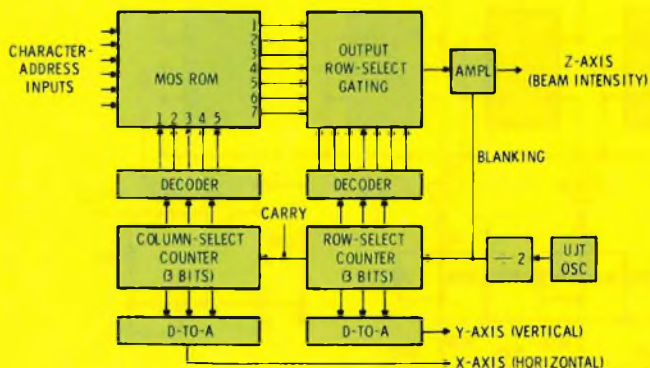 CHARACTER-
ADDRESS
INPUTS
MOS ROM
1
2
3
4
5
6
7
1 2 3 4 5
OUTPUT
ROW-SELECT
GATING
AMPL
Z-AXIS
(BEAM INTENSITY)
BLANKING
DECODER
DECODER
CARRY
COLUMN-SELECT
COUNTER
(3 BITS)
ROW-SELECT
COUNTER
(3 BITS)
÷ 2
UJT
OSC
D-TO-A
D-TO-A
Y-AXIS (VERTICAL)
X-AXIS (HORIZONTAL)